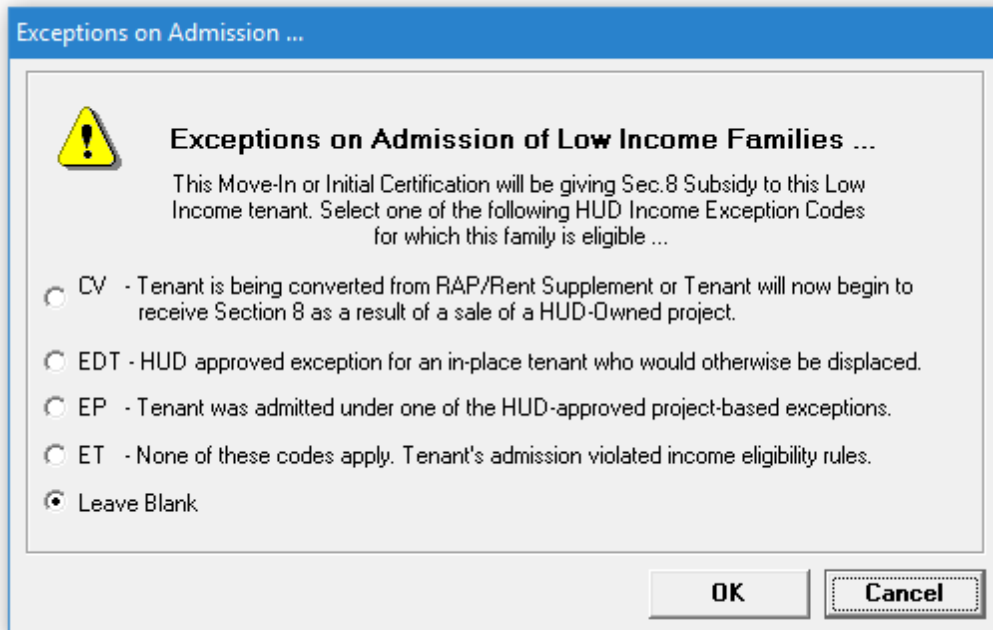 Exceptions on Admission ...
Exceptions on Admission of Low Income Families ...
This Move-In or Initial Certification will be giving Sec.8 Subsidy to this Low
Income tenant. Select one of the following HUD Income Exception Codes
for which this family is eligible ...
CV - Tenant is being converted from RAP/Rent Supplement or Tenant will now begin to
receive Section 8 as a result of a sale of a HUD-Owned project.
EDT - HUD approved exception for an in-place tenant who would otherwise be displaced.
EP - Tenant was admitted under one of the HUD-approved project-based exceptions.
ET - None of these codes apply. Tenant's admission violated income eligibility rules.
Leave Blank
OK Cancel